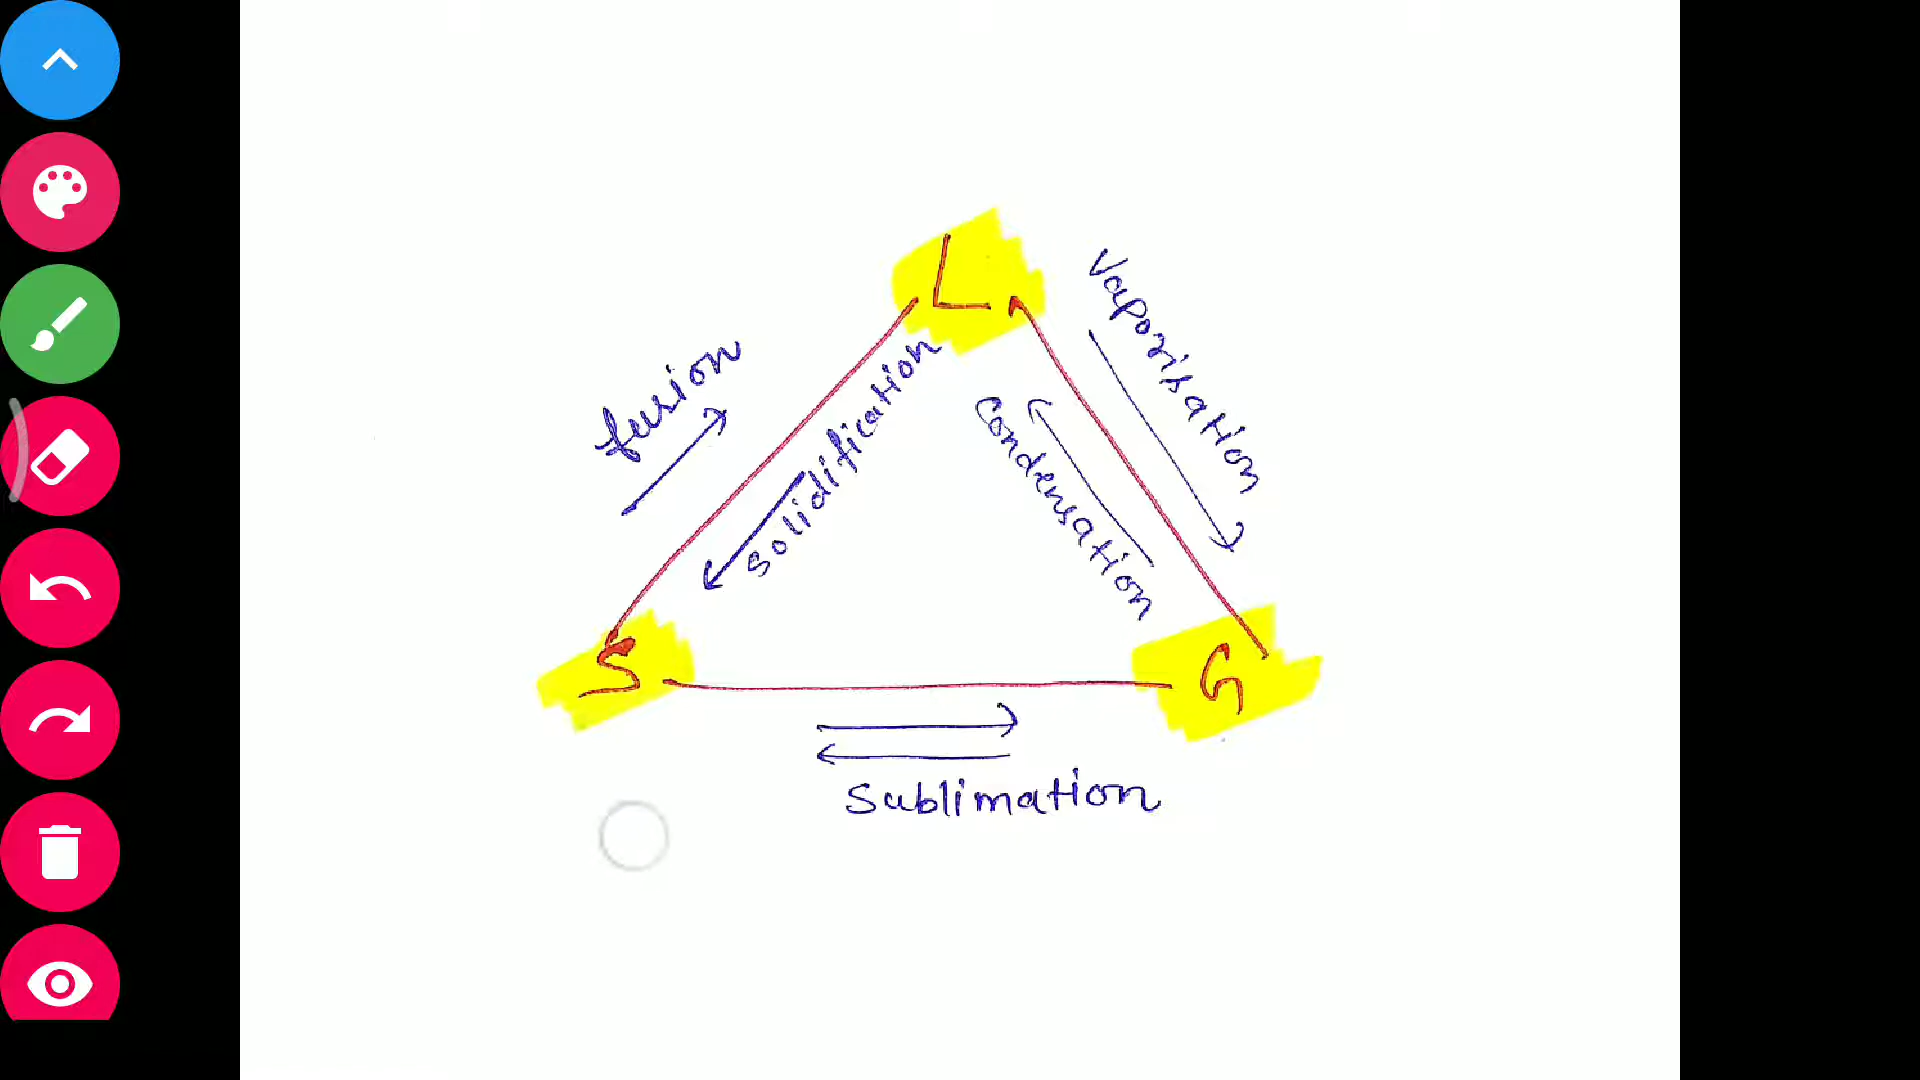 L
Vaporisation
fusion
solidification
Condensation
S
G
Sublimation